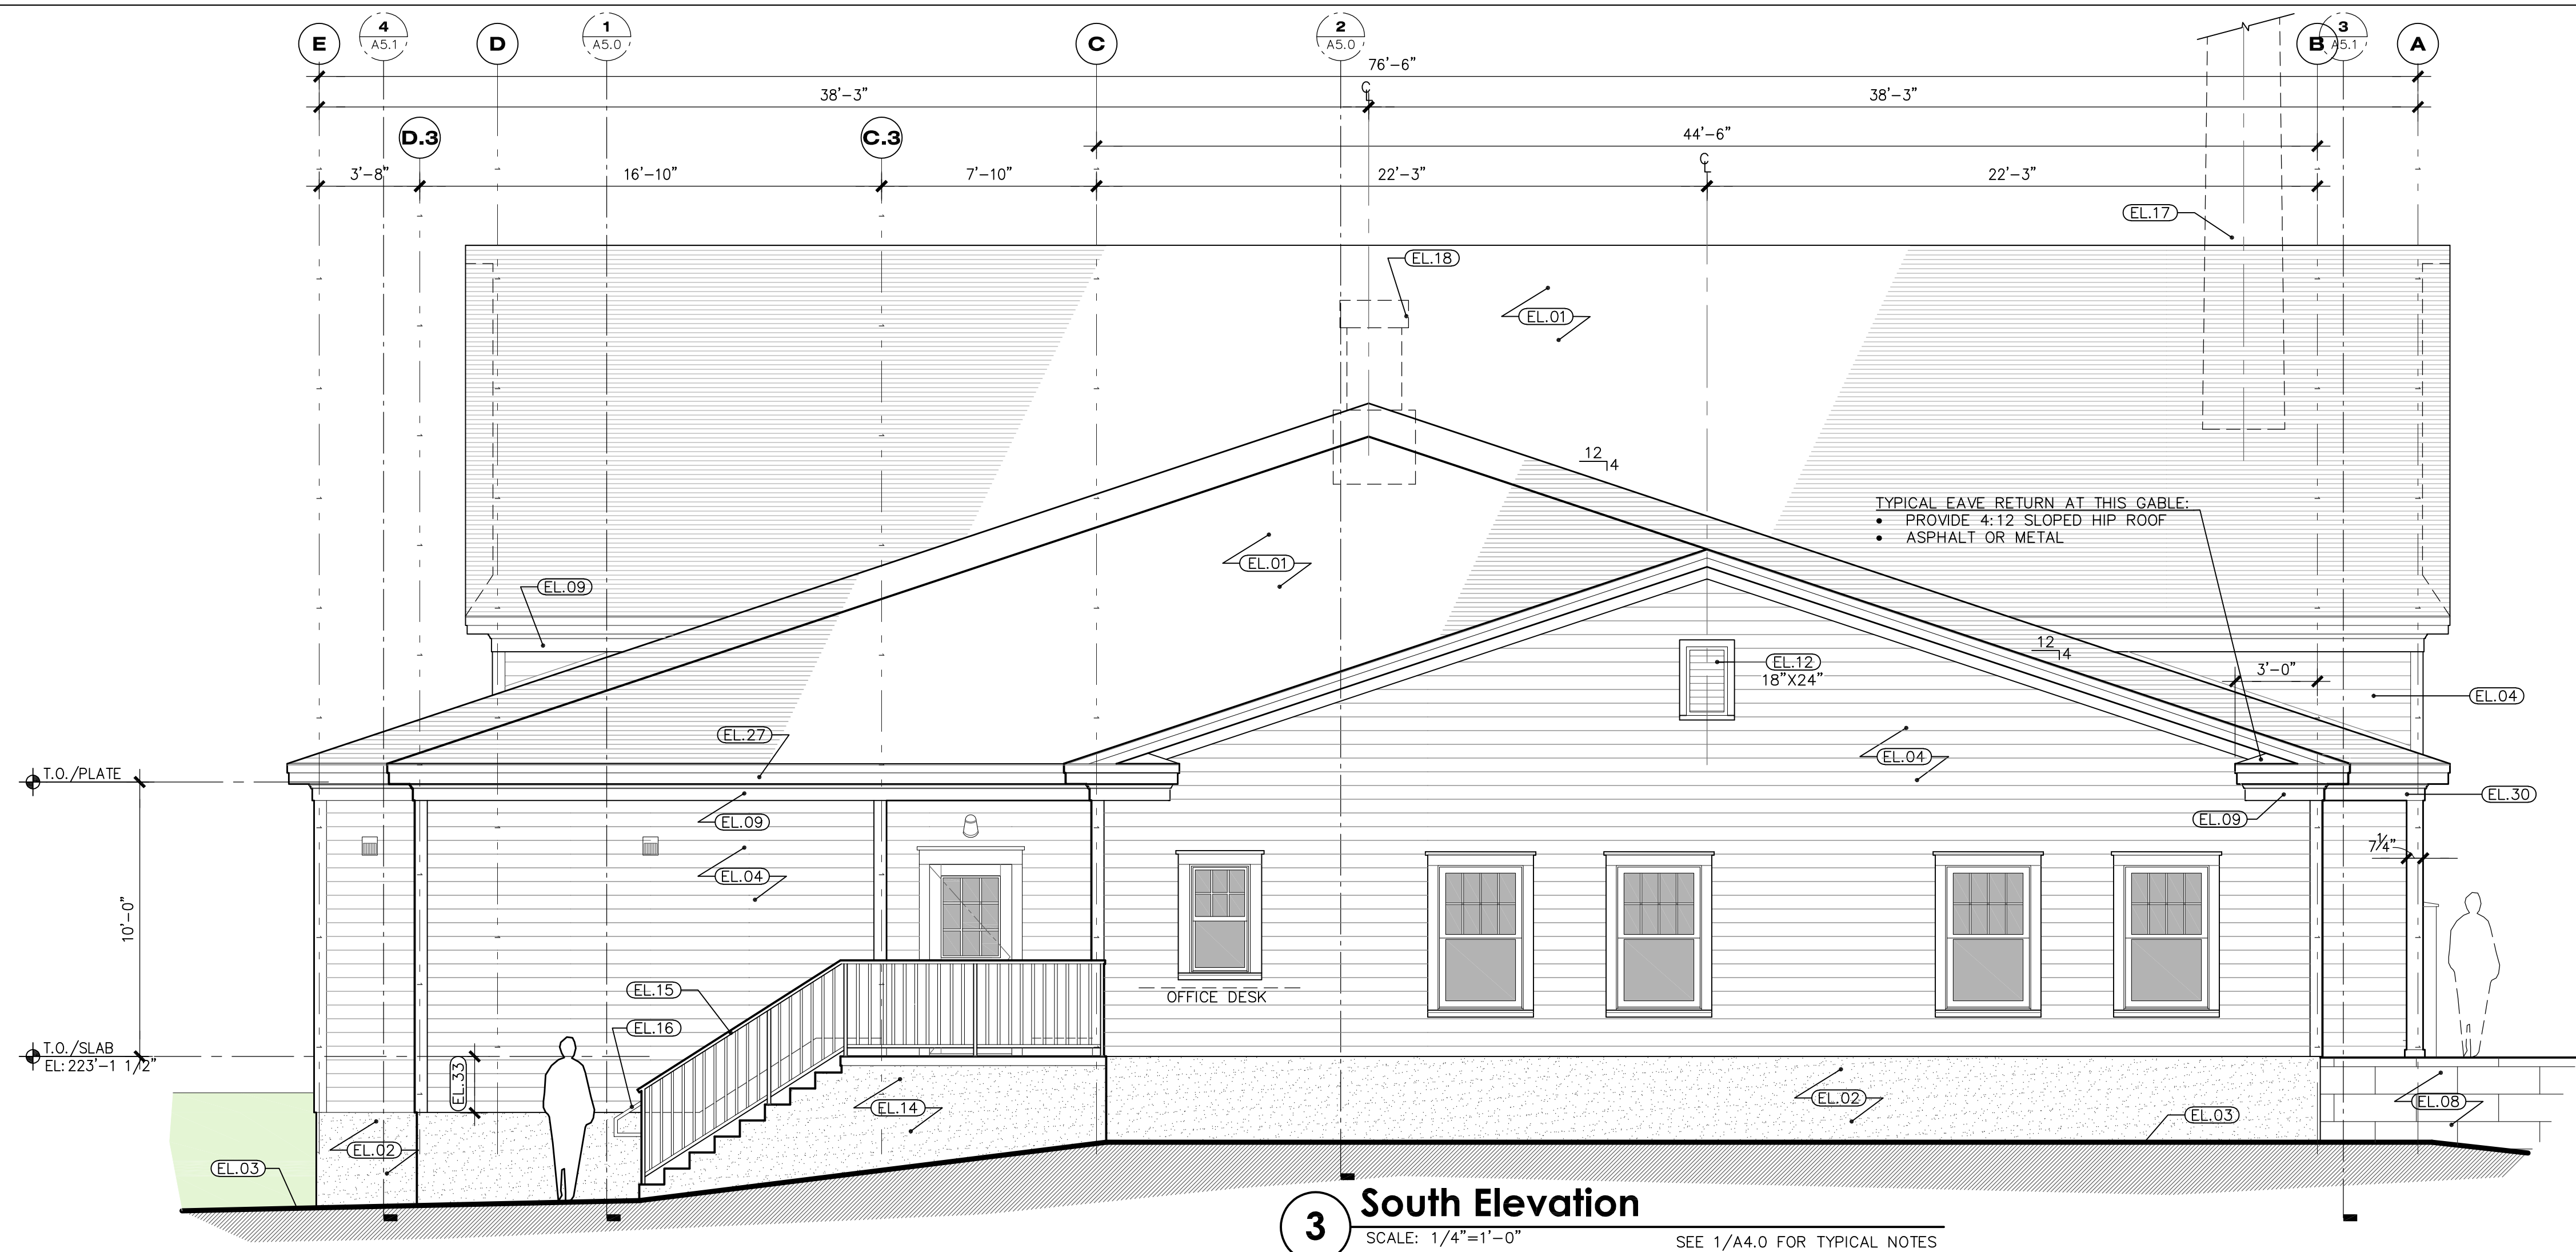 E
4
A5.1
D
1
A5.0
C
2
A5.0
B
3
A5.1
A
76'-6"
38'-3"
38'-3"
D.3
C.3
44'-6"
3'-8"
16'-10"
7'-10"
22'-3"
22'-3"
EL.17
EL.18
EL.01
12
4
TYPICAL EAVE RETURN AT THIS GABLE:
• PROVIDE 4:12 SLOPED HIP ROOF
• ASPHALT OR METAL
EL.01
EL.09
12
4
EL.12
18"X24"
3'-0"
EL.04
EL.27
EL.04
T.O./PLATE
EL.30
EL.09
EL.09
7¼"
EL.04
10'-0"
EL.15
OFFICE DESK
EL.16
T.O./SLAB
EL:223'-1 1/2"
EL.33
EL.14
EL.02
EL.08
EL.03
EL.02
EL.03
3
South Elevation
SCALE: 1/4"=1'-0"
SEE 1/A4.0 FOR TYPICAL NOTES